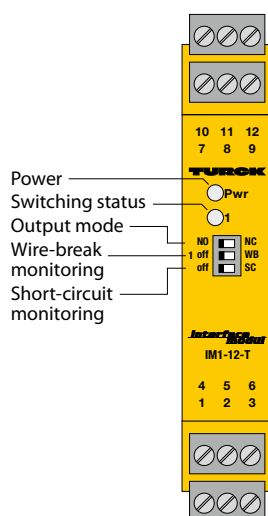 10 11 12
7 8 9
TURCK
Power
Pwr
Switching status
1
Output mode
NO NC
Wire-break
monitoring
1 off WB
off SC
Short-circuit
monitoring
Interface
Modul
IM1-12-T
4 5 6
1 2 3